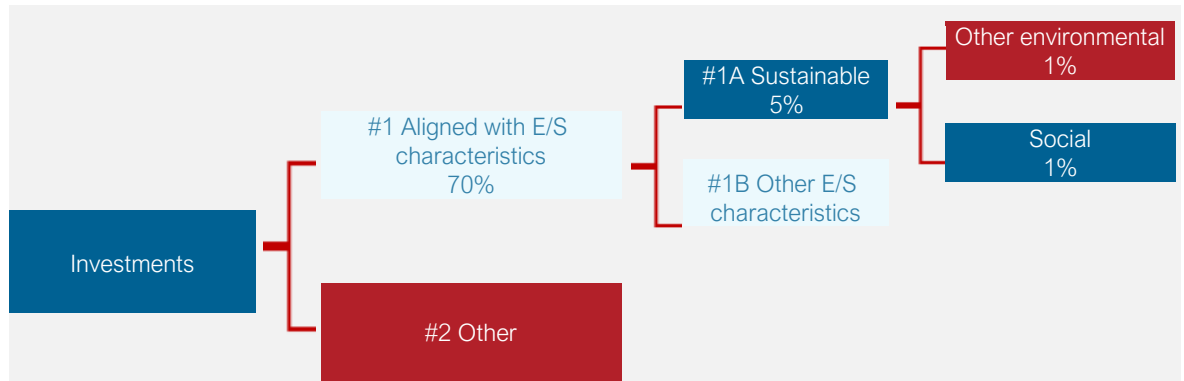 Investments
#1 Aligned with E/S
characteristics
70%
#2 Other
#1A Sustainable
5%
#1B Other E/S
characteristics
Other environmental
1%
Social
1%